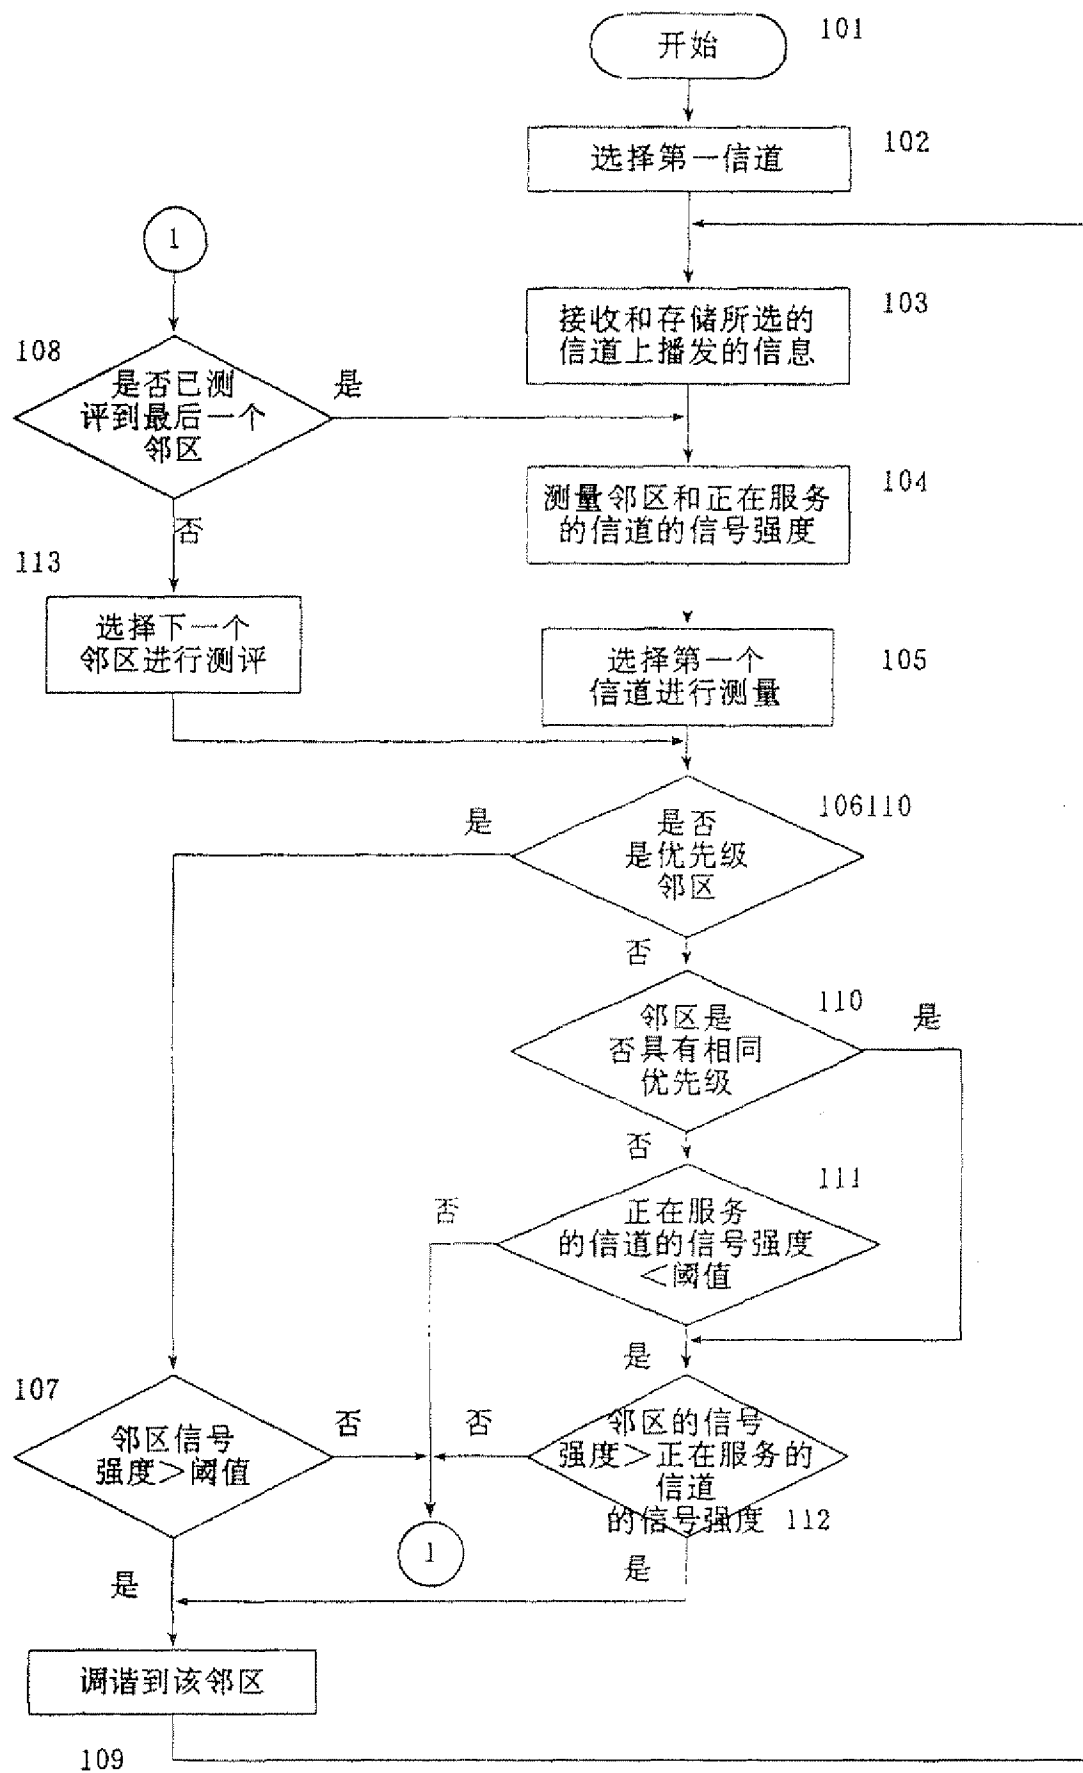 开始
101
选择第一信道
102
1
接收和存储所选的
信道上播发的信息
103
108
是否已测
评到最后一个
邻区
是
测量邻区和正在服务
的信道的信号强度
104
否
113
选择下一个
邻区进行测评
选择第一个
信道进行测量
105
是
是否
是优先级
邻区
106110
否
邻区是
否具有相同
优先级
110
是
否
111
否
正在服务
的信道的信号强度
＜阈值
是
107
邻区信号
强度＞阈值
否
否
邻区的信号
强度＞正在服务的
信道
的信号强度 112
1
是
是
调谐到该邻区
109